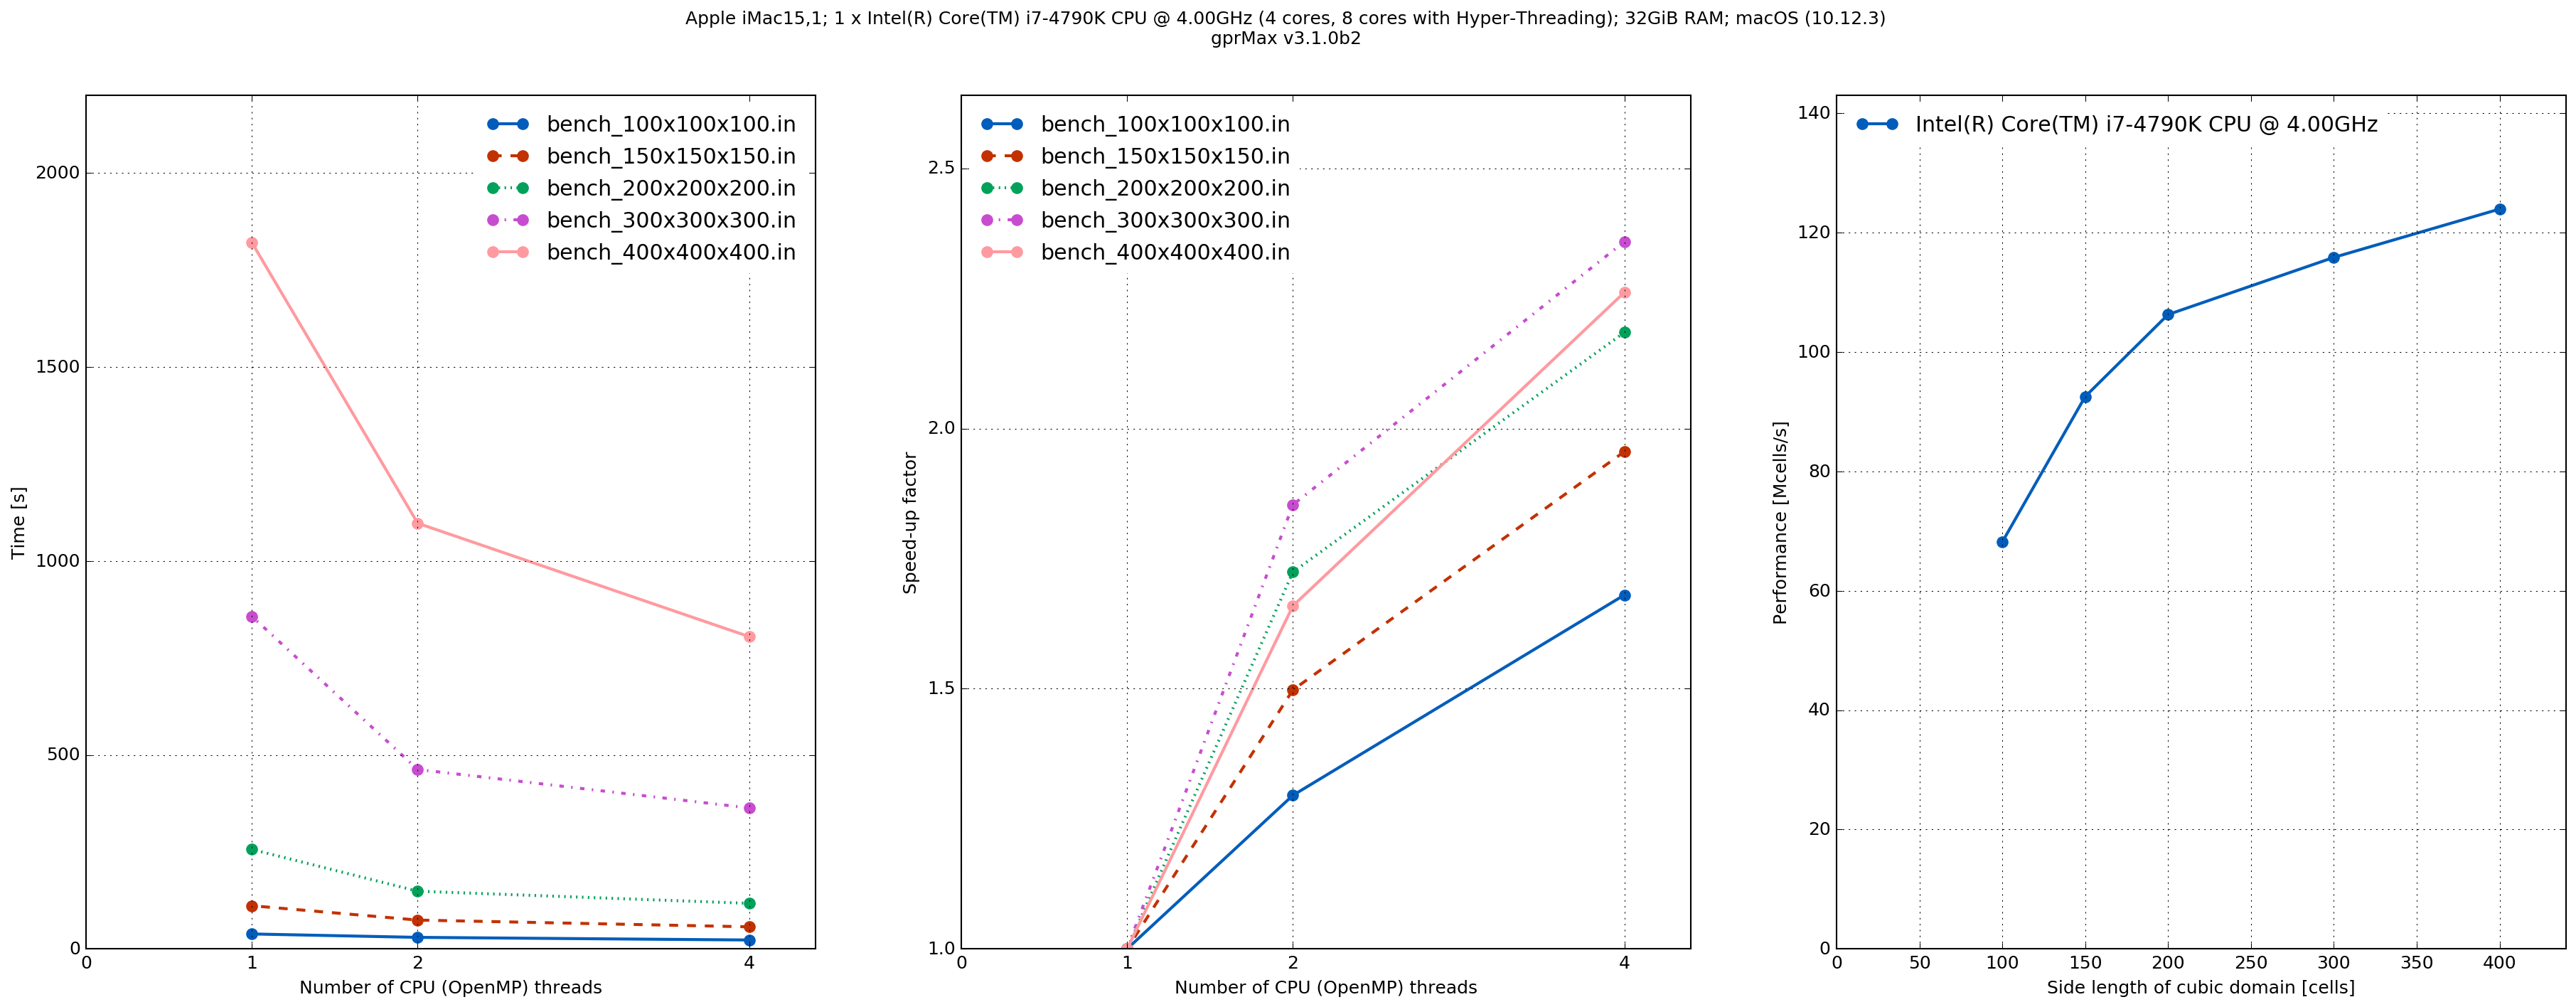 Apple iMac15,1; 1 x Intel(R) Core(TM) i7-4790K CPU @ 4.00GHz (4 cores, 8 cores with Hyper-Threading); 32GiB RAM; macOS (10.12.3)
gprMax v3.1.0b2
bench_100x100x100.in
bench_150x150x150.in
bench_200x200x200.in
bench_300x300x300.in
bench_400x400x400.in
2000
1500
1000
500
0
Time [s]
0 1 2 4
Number of CPU (OpenMP) threads
bench_100x100x100.in
bench_150x150x150.in
bench_200x200x200.in
bench_300x300x300.in
bench_400x400x400.in
2.5
2.0
1.5
1.0
Speed-up factor
0 1 2 4
Number of CPU (OpenMP) threads
Intel(R) Core(TM) i7-4790K CPU @ 4.00GHz
140
120
100
80
60
40
20
0
Performance [Mcells/s]
0 50 100 150 200 250 300 350 400
Side length of cubic domain [cells]